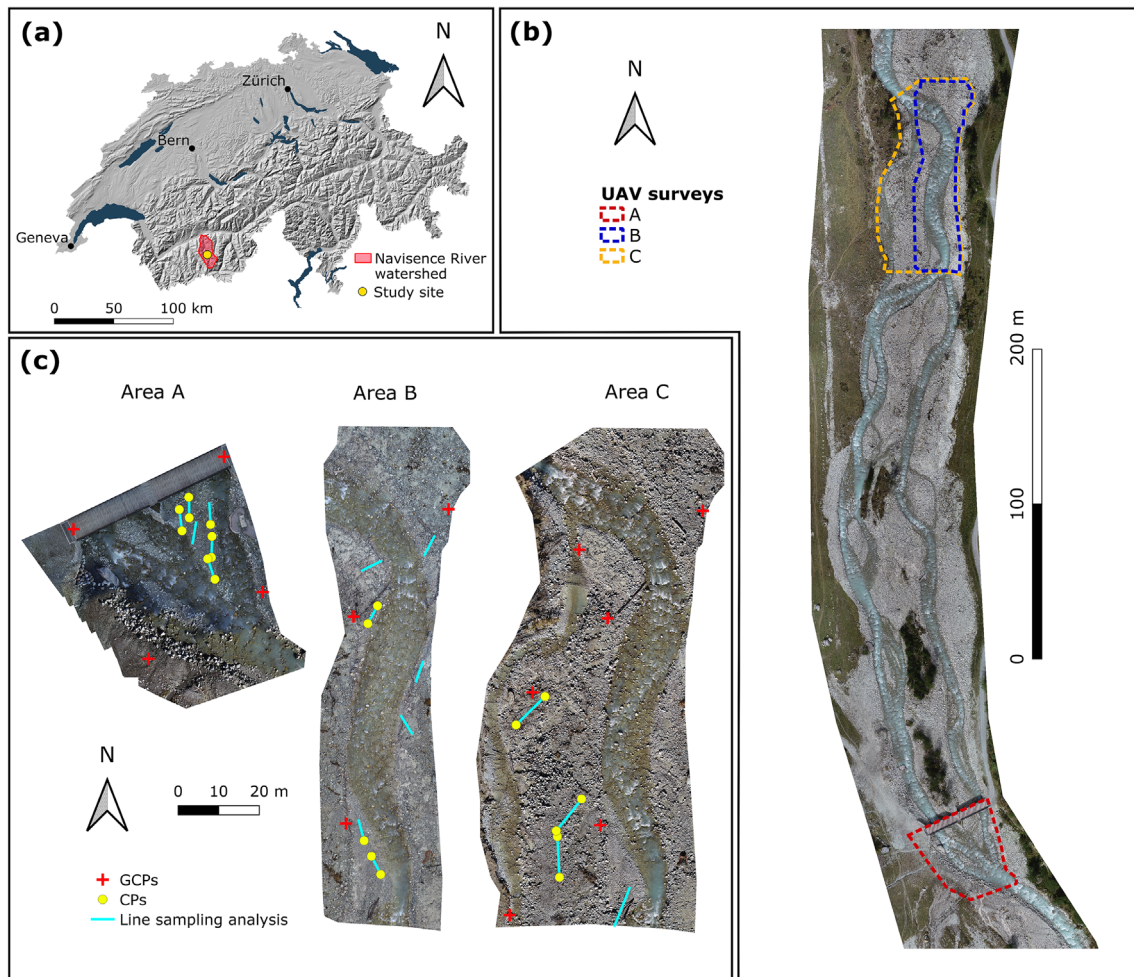 (a)
N
Zürich
Bern
Geneva
Navisence River
watershed
Study site
0 50 100 km
(b)
N
UAV surveys
A
B
C
200 m
100
0
(c)
Area A
Area B
Area C
N
0 10 20 m
GCPs
CPs
Line sampling analysis